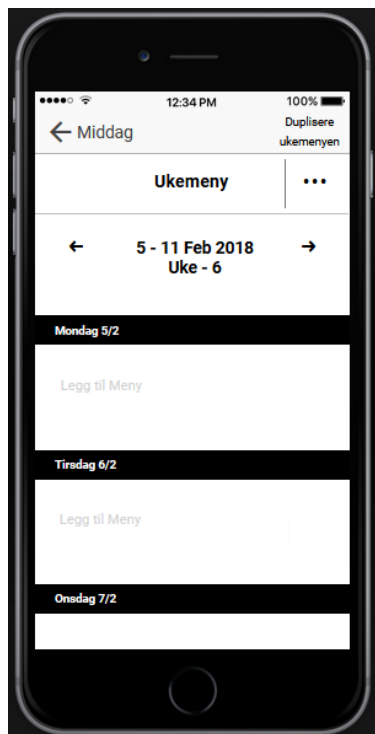 12:34 PM
100%
← Middag
Duplisere
ukemenyen
Ukemeny
•••
← 5 - 11 Feb 2018 →
Uke - 6
Mondag 5/2
Legg til Meny
Tirsdag 6/2
Legg til Meny
Onsdag 7/2